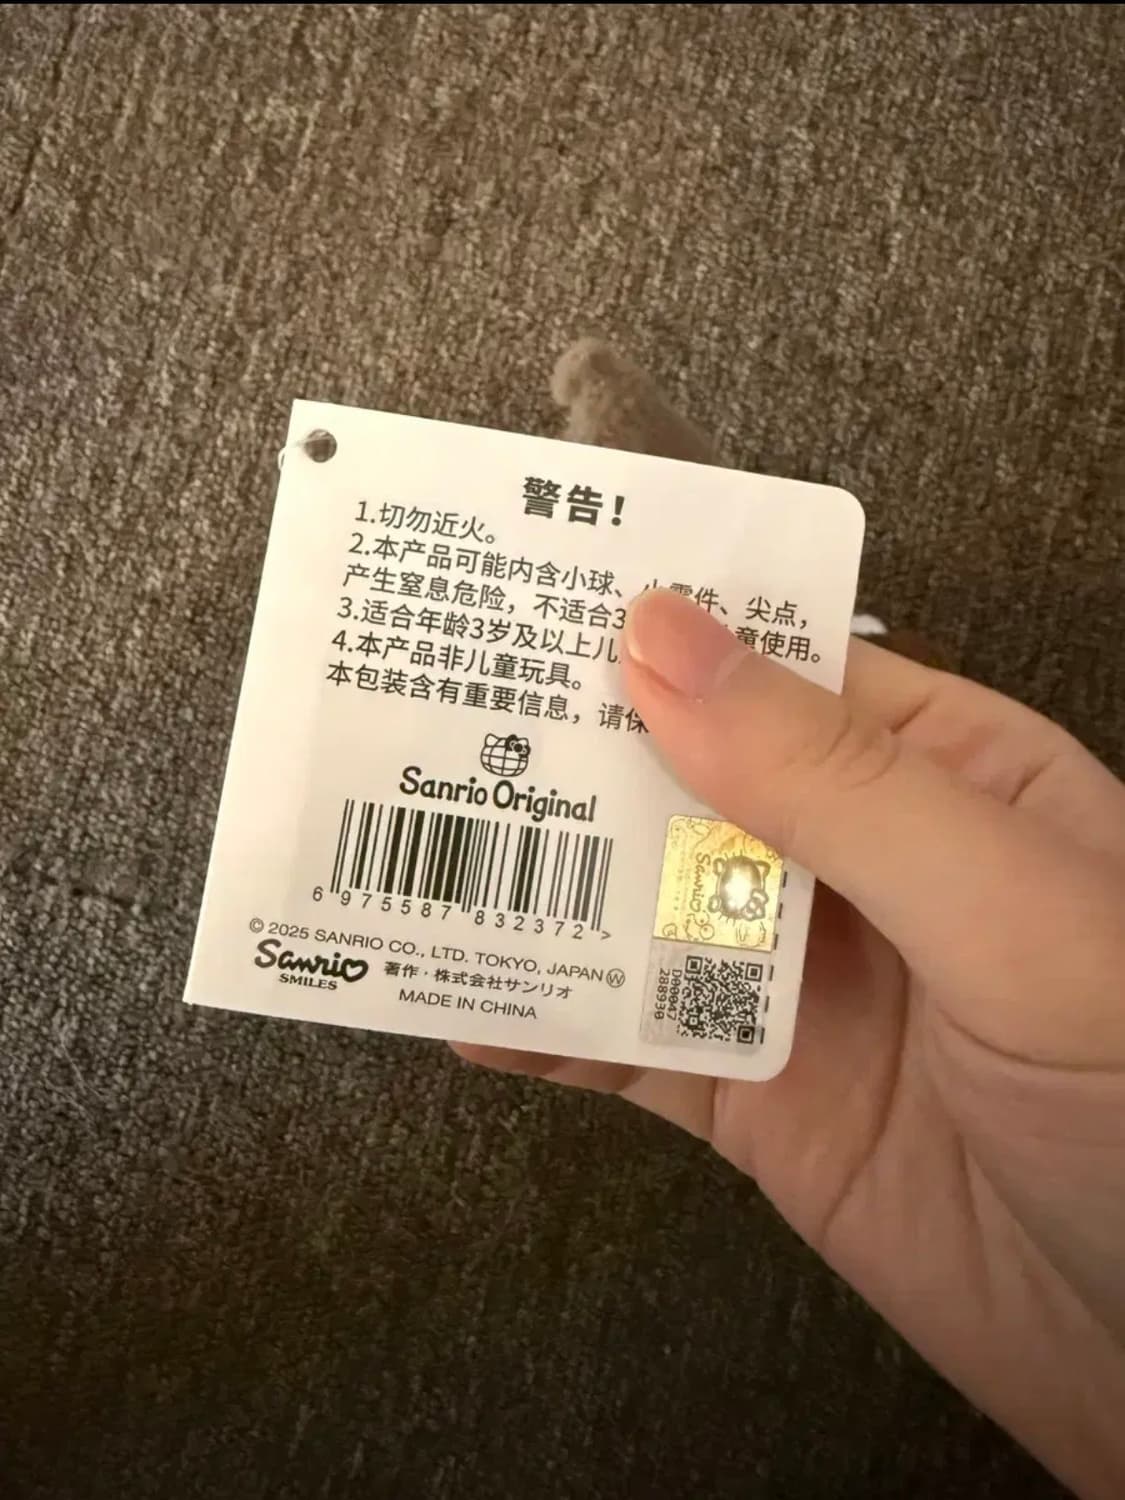 警告！
1.切勿近火。
2.本产品可能内含小球、小零件、尖点，
产生窒息危险，不适合3 童使用。
3.适合年龄3岁及以上儿
4.本产品非儿童玩具。
本包装含有重要信息，请保
Sanrio Original
6 975587 832372 >
© 2025 SANRIO CO., LTD. TOKYO, JAPAN Ⓦ
Sanrio
SMILES
著作・株式会社サンリオ
MADE IN CHINA
Sanrio
D00047
288930